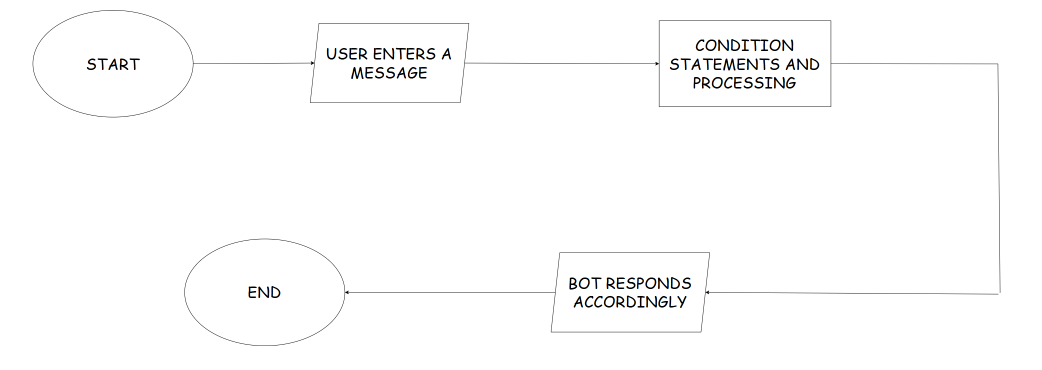 START
USER ENTERS A
MESSAGE
CONDITION
STATEMENTS AND
PROCESSING
END
BOT RESPONDS
ACCORDINGLY